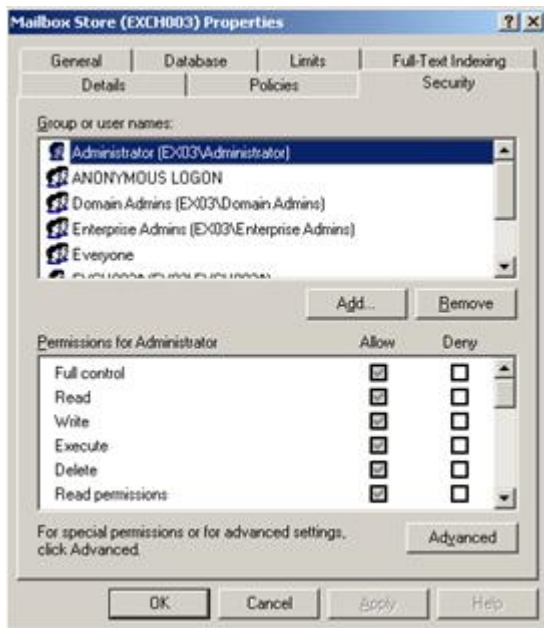 Mailbox Store (EXCH003) Properties
General Database Limits Full-Text Indexing
Details Policies Security
Group or user names:
Administrator (EX03\Administrator)
ANONYMOUS LOGON
Domain Admins (EX03\Domain Admins)
Enterprise Admins (EX03\Enterprise Admins)
Everyone
Add... Remove
Permissions for Administrator Allow Deny
Full control
Read
Write
Execute
Delete
Read permissions
For special permissions or for advanced settings,
click Advanced.
Advanced
OK Cancel Apply Help